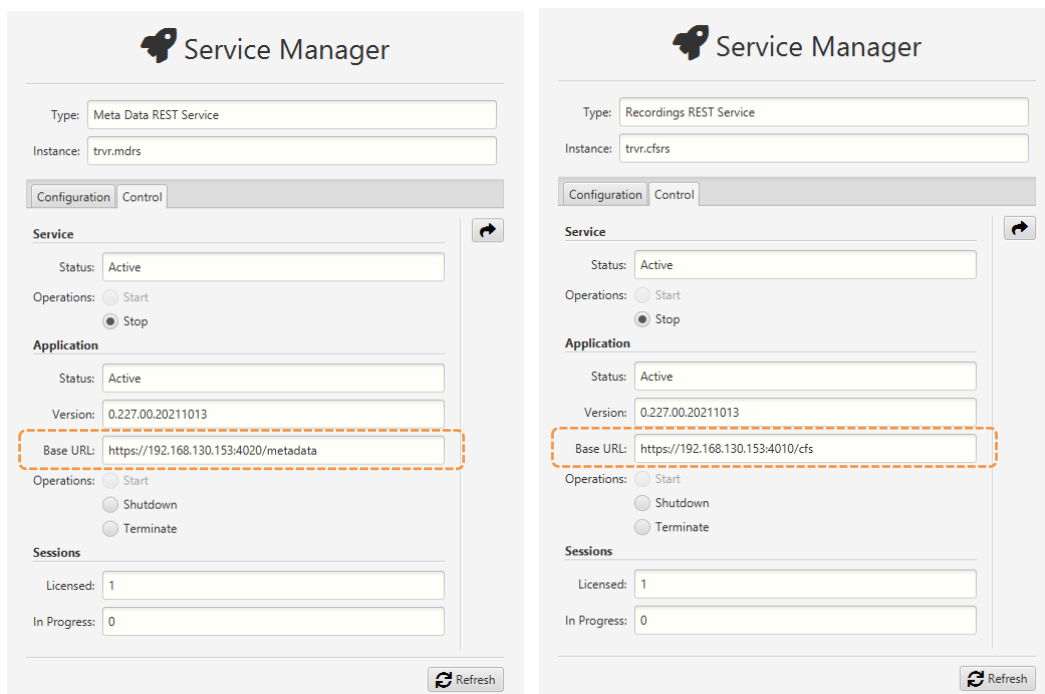 Service Manager
Type: Meta Data REST Service
Instance: trvr.mdrs
Configuration Control
Service
Status: Active
Operations: Start
Stop
Application
Status: Active
Version: 0.227.00.20211013
Base URL: https://192.168.130.153:4020/metadata
Operations: Start
Shutdown
Terminate
Sessions
Licensed: 1
In Progress: 0
Refresh
Service Manager
Type: Recordings REST Service
Instance: trvr.cfsrs
Configuration Control
Service
Status: Active
Operations: Start
Stop
Application
Status: Active
Version: 0.227.00.20211013
Base URL: https://192.168.130.153:4010/cfs
Operations: Start
Shutdown
Terminate
Sessions
Licensed: 1
In Progress: 0
Refresh